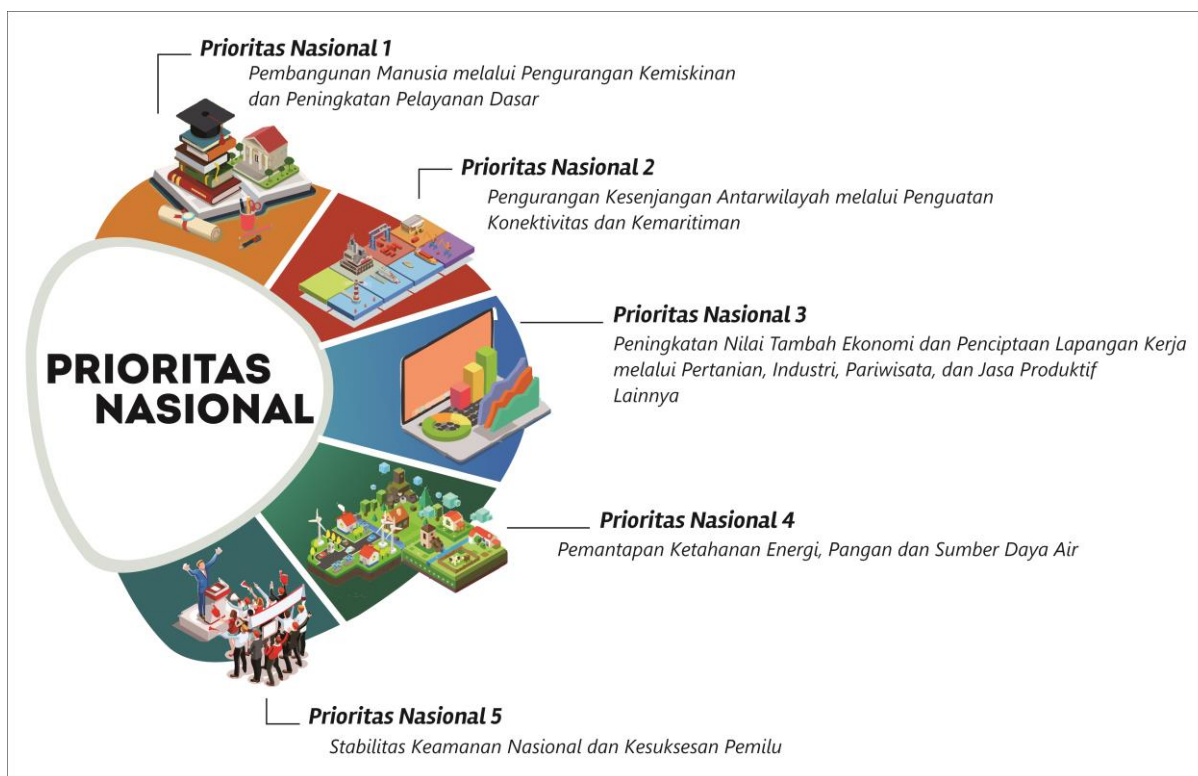 Prioritas Nasional 1
Pembangunan Manusia melalui Pengurangan Kemiskinan
dan Peningkatan Pelayanan Dasar
Prioritas Nasional 2
Pengurangan Kesenjangan Antarwilayah melalui Penguatan
Konektivitas dan Kemaritiman
Prioritas Nasional 3
Peningkatan Nilai Tambah Ekonomi dan Penciptaan Lapangan Kerja
melalui Pertanian, Industri, Pariwisata, dan Jasa Produktif
Lainnya
PRIORITAS
NASIONAL
Prioritas Nasional 4
Pemantapan Ketahanan Energi, Pangan dan Sumber Daya Air
Prioritas Nasional 5
Stabilitas Keamanan Nasional dan Kesuksesan Pemilu